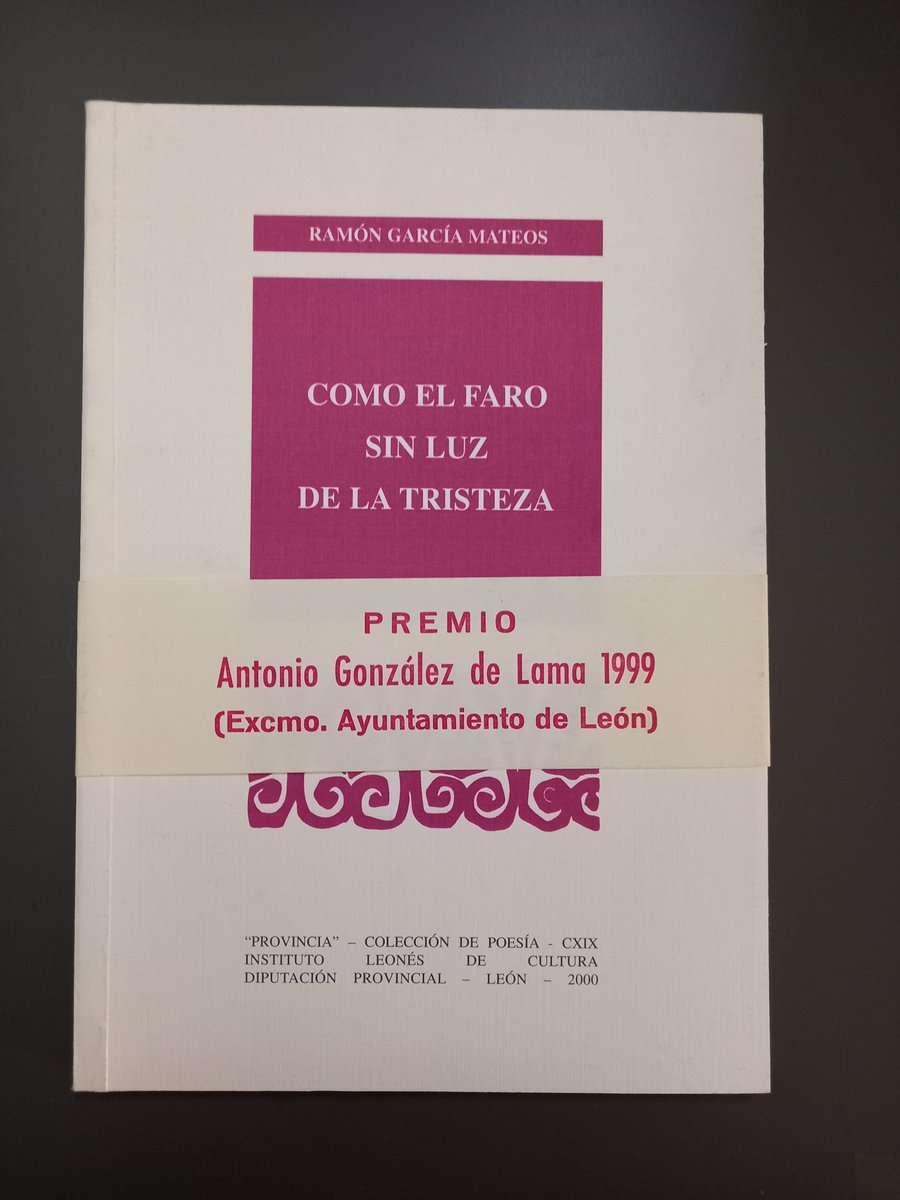 RAMÓN GARCÍA MATEOS
COMO EL FARO
SIN LUZ
DE LA TRISTEZA
PREMIO
Antonio González de Lama 1999
(Excmo. Ayuntamiento de León)
“PROVINCIA” – COLECCIÓN DE POESÍA - CXIX
INSTITUTO LEONÉS DE CULTURA
DIPUTACIÓN PROVINCIAL – LEÓN – 2000